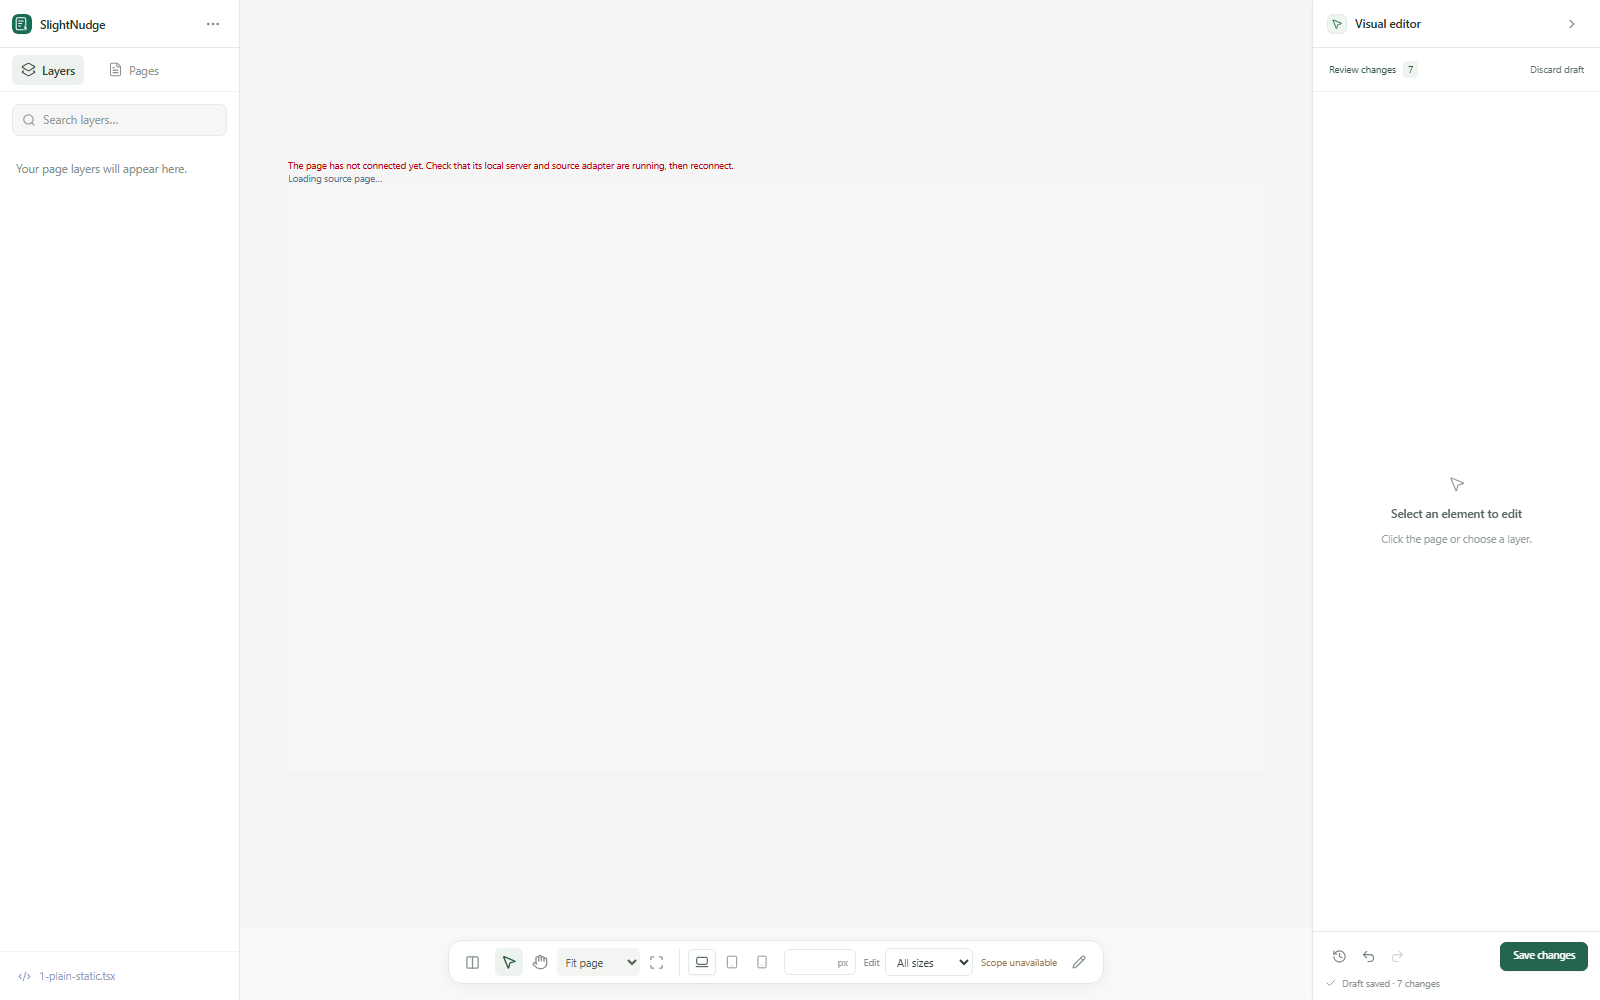 SlightNudge
Layers
Pages
Search layers...
Your page layers will appear here.
1-plain-static.tsx
The page has not connected yet. Check that its local server and source adapter are running, then reconnect.
Loading source page...
Fit page
px
Edit
All sizes
Scope unavailable
Visual editor
Review changes 7
Discard draft
Select an element to edit
Click the page or choose a layer.
Save changes
Draft saved · 7 changes